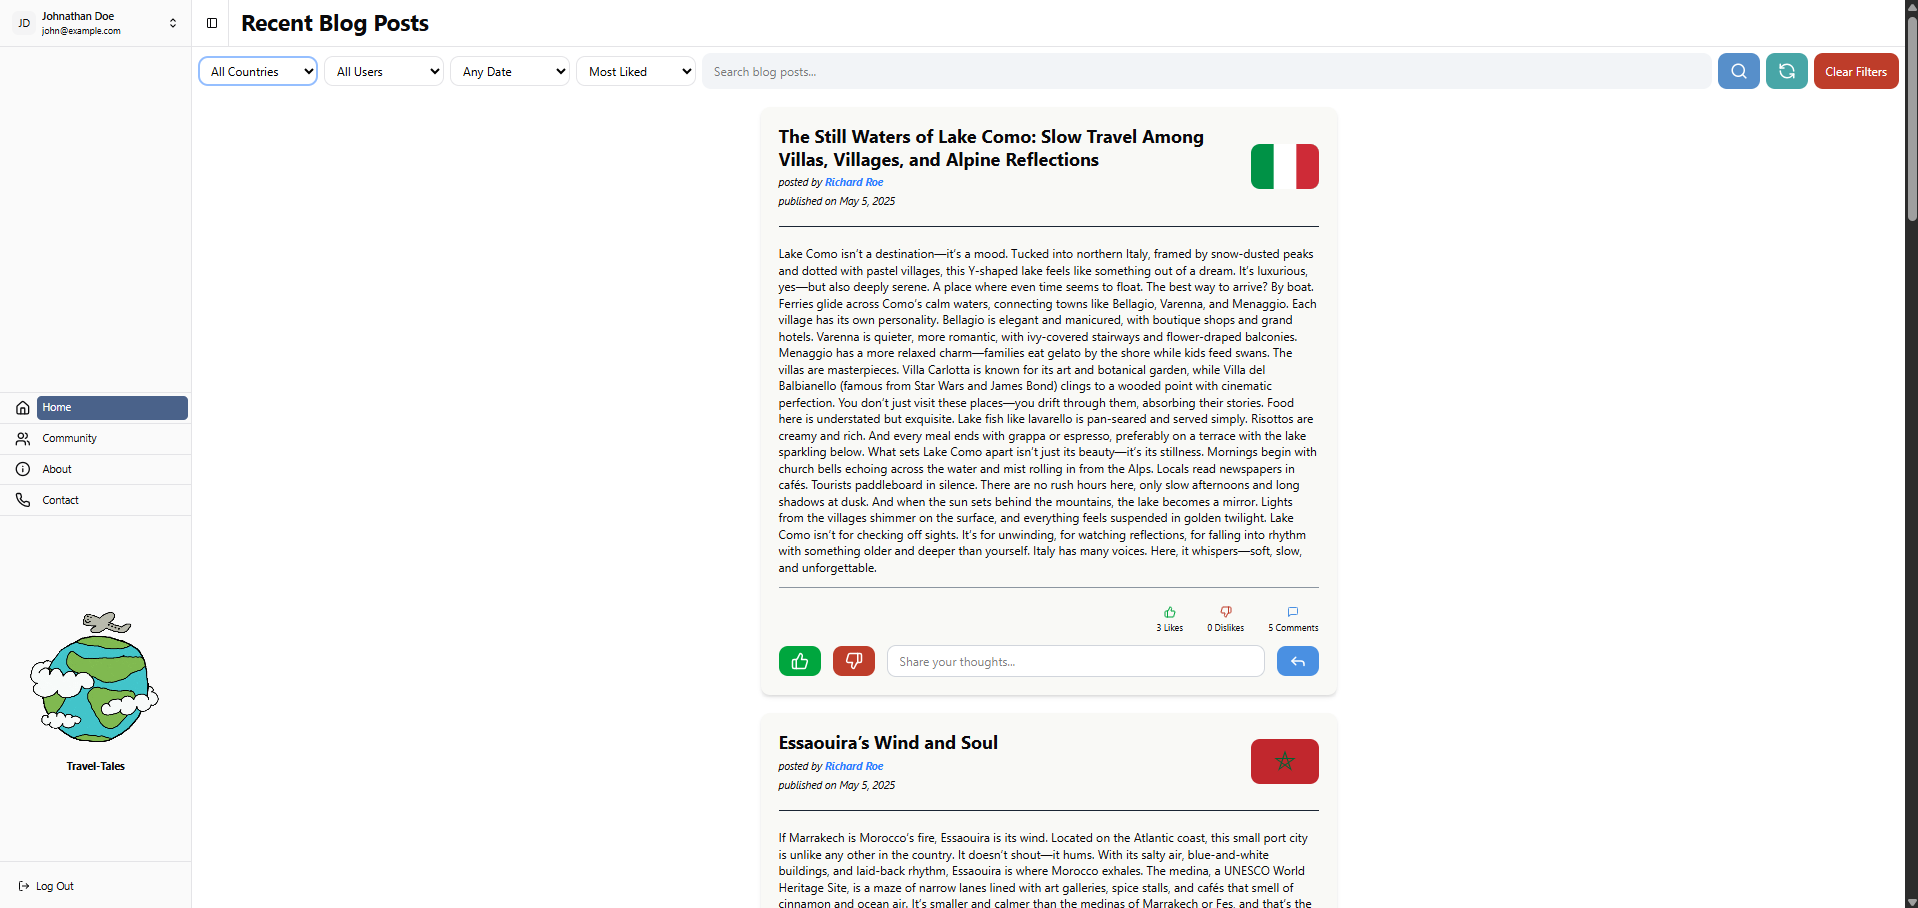 JD
Johnathan Doe
john@example.com
Home
Community
About
Contact
Travel-Tales
Log Out
Recent Blog Posts
All Countries
All Users
Any Date
Most Liked
Search blog posts...
Clear Filters
The Still Waters of Lake Como: Slow Travel Among
Villas, Villages, and Alpine Reflections
posted by Richard Roe
published on May 5, 2025
Lake Como isn’t a destination—it’s a mood. Tucked into northern Italy, framed by snow-dusted peaks
and dotted with pastel villages, this Y-shaped lake feels like something out of a dream. It’s luxurious,
yes—but also deeply serene. A place where even time seems to float. The best way to arrive? By boat.
Ferries glide across Como’s calm waters, connecting towns like Bellagio, Varenna, and Menaggio. Each
village has its own personality. Bellagio is elegant and manicured, with boutique shops and grand
hotels. Varenna is quieter, more romantic, with ivy-covered stairways and flower-draped balconies.
Menaggio has a more relaxed charm—families eat gelato by the shore while kids feed swans. The
villas are masterpieces. Villa Carlotta is known for its art and botanical garden, while Villa del
Balbianello (famous from Star Wars and James Bond) clings to a wooded point with cinematic
perfection. You don’t just visit these places—you drift through them, absorbing their stories. Food
here is understated but exquisite. Lake fish like lavarello is pan-seared and served simply. Risottos are
creamy and rich. And every meal ends with grappa or espresso, preferably on a terrace with the lake
sparkling below. What sets Lake Como apart isn’t just its beauty—it’s its stillness. Mornings begin with
church bells echoing across the water and mist rolling in from the Alps. Locals read newspapers in
cafés. Tourists paddleboard in silence. There are no rush hours here, only slow afternoons and long
shadows at dusk. And when the sun sets behind the mountains, the lake becomes a mirror. Lights
from the villages shimmer on the surface, and everything feels suspended in golden twilight. Lake
Como isn’t for checking off sights. It’s for unwinding, for watching reflections, for falling into rhythm
with something older and deeper than yourself. Italy has many voices. Here, it whispers—soft, slow,
and unforgettable.
3 Likes
0 Dislikes
5 Comments
Share your thoughts...
Essaouira’s Wind and Soul
posted by Richard Roe
published on May 5, 2025
If Marrakech is Morocco’s fire, Essaouira is its wind. Located on the Atlantic coast, this small port city
is unlike any other in the country. It doesn’t shout—it hums. With its salty air, blue-and-white
buildings, and laid-back rhythm, Essaouira is where Morocco exhales. The medina, a UNESCO World
Heritage Site, is a maze of narrow lanes lined with art galleries, spice stalls, and cafés that smell of
cinnamon and ocean air. It’s smaller and calmer than the medinas of Marrakech or Fes, and that’s the